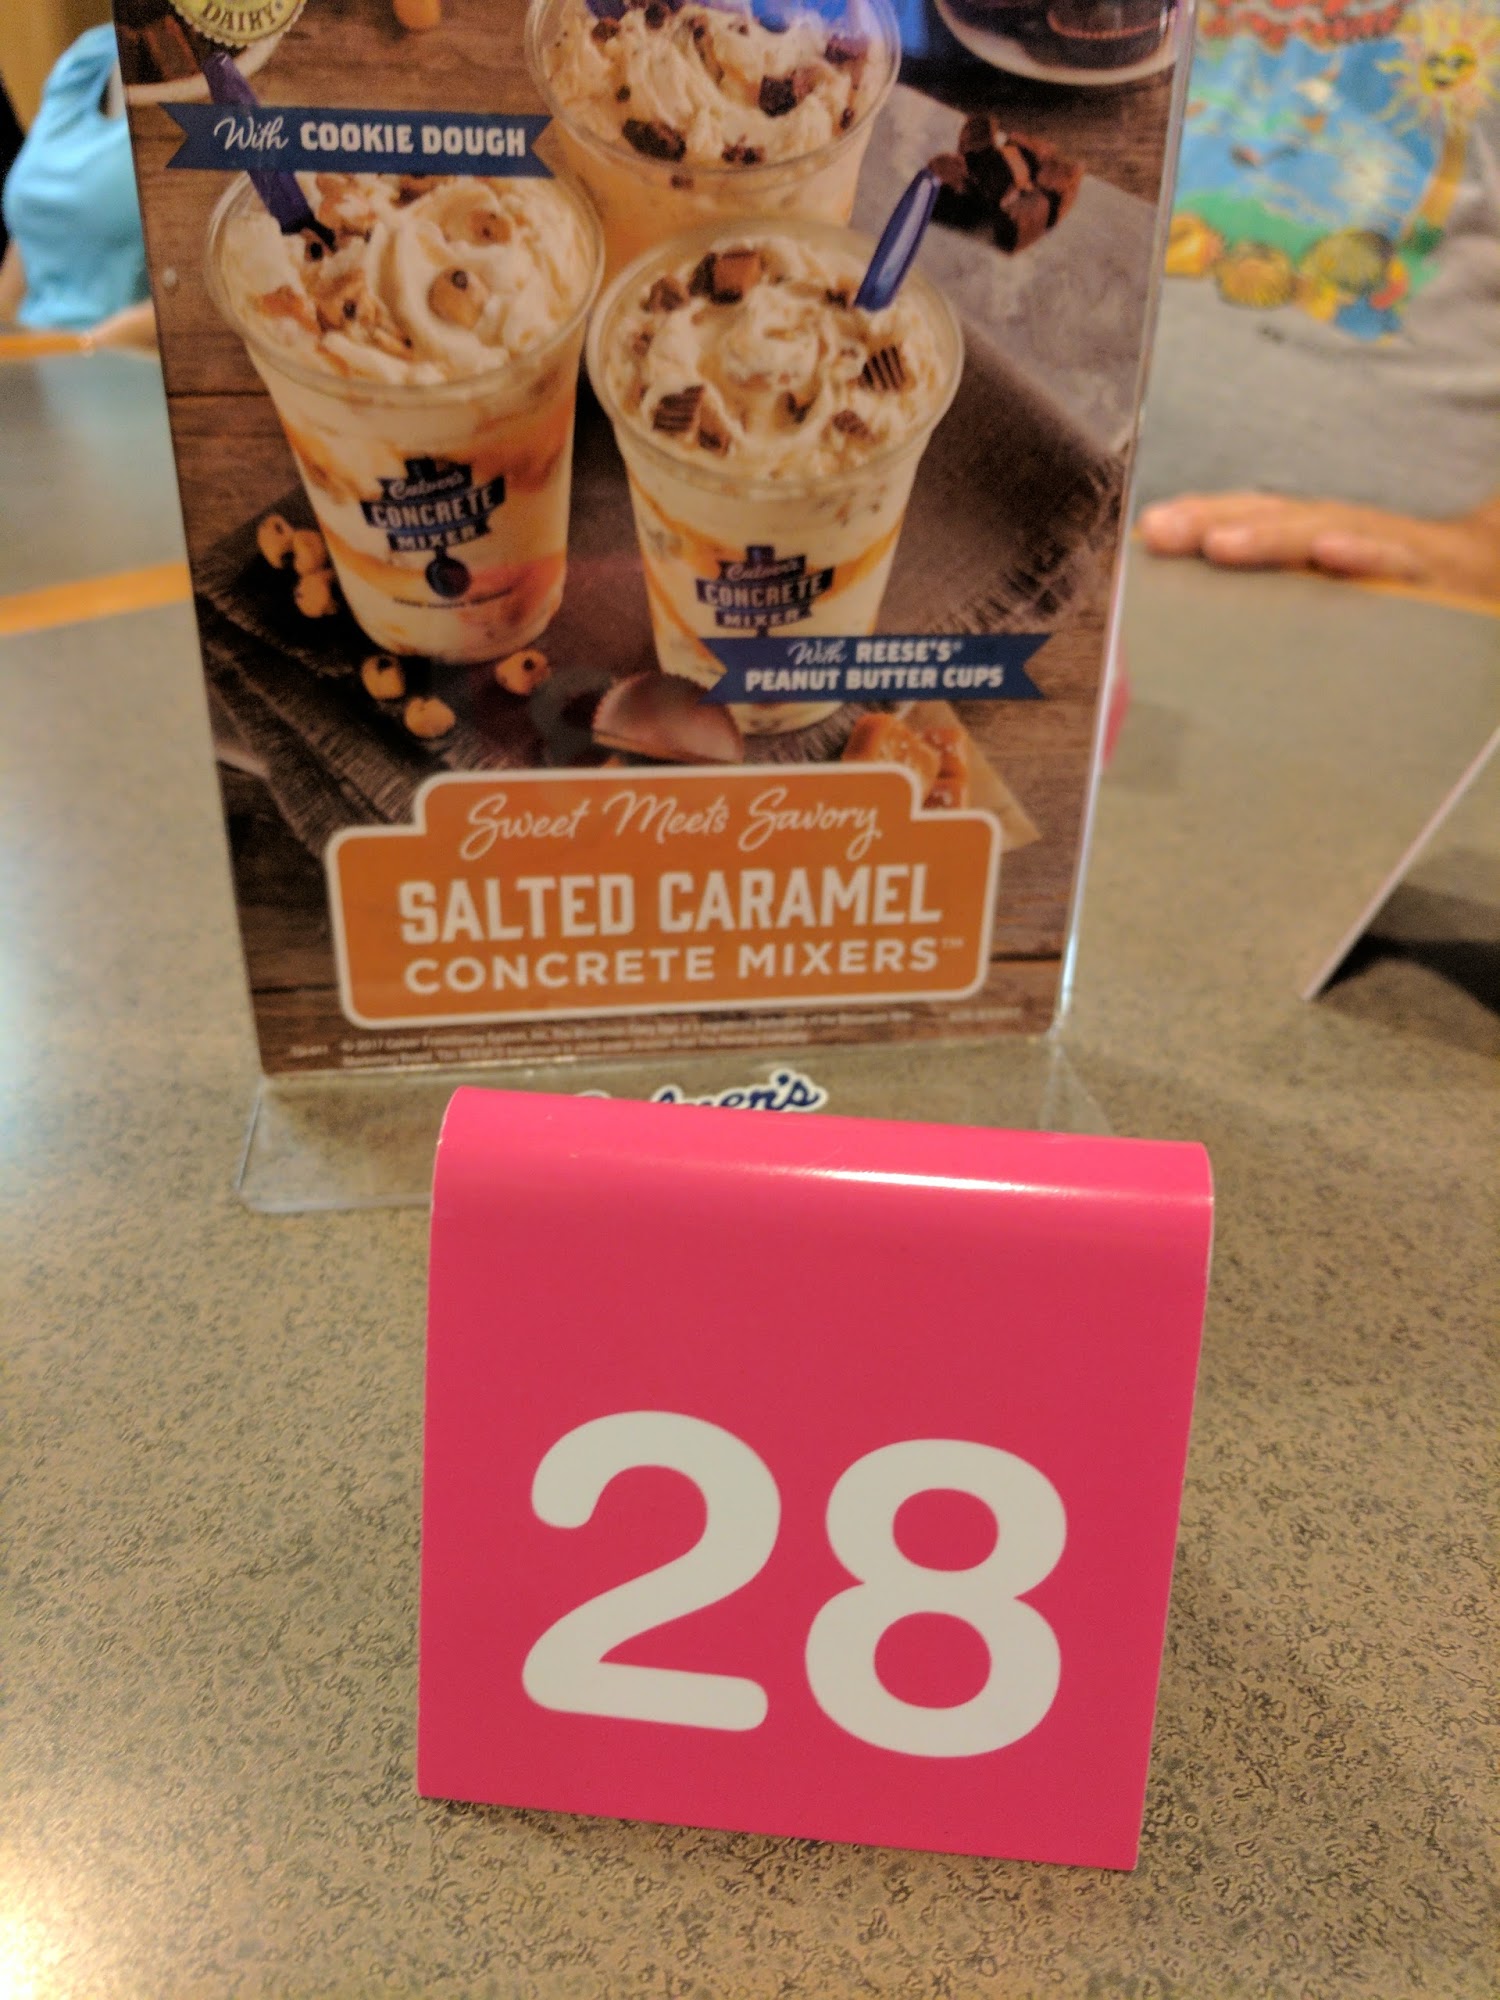 DAIRY
With COOKIE DOUGH
Culver's
CONCRETE
MIXER
Culver's
CONCRETE
MIXER
With REESE'S®
PEANUT BUTTER CUPS
Sweet Meets Savory
SALTED CARAMEL
CONCRETE MIXERS™
Culver's
28